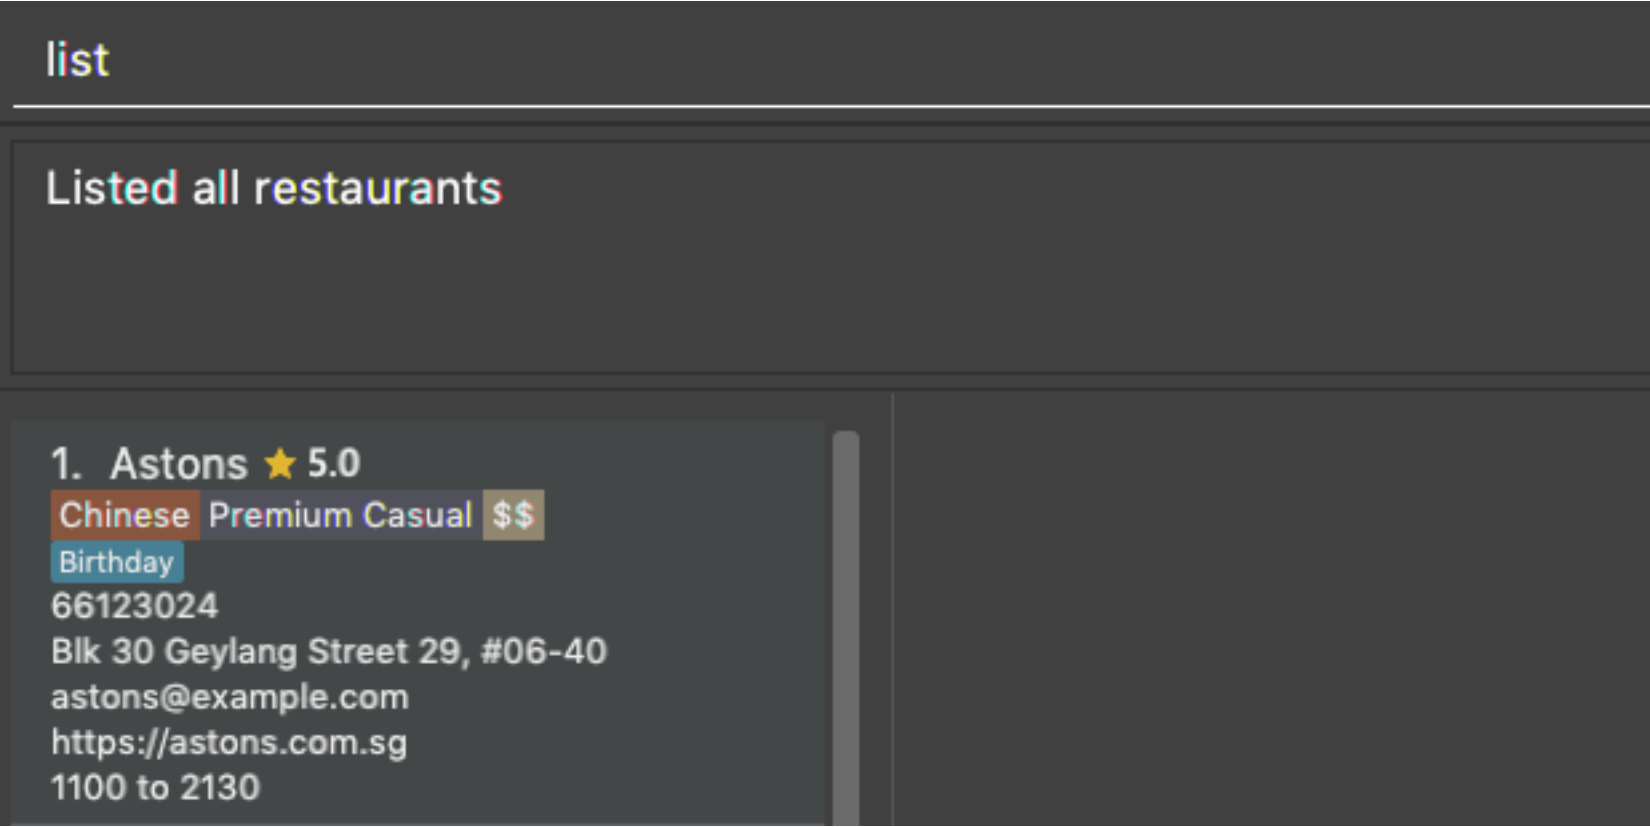 list
Listed all restaurants
1. Astons ★ 5.0
Chinese Premium Casual $$
Birthday
66123024
Blk 30 Geylang Street 29, #06-40
astons@example.com
https://astons.com.sg
1100 to 2130